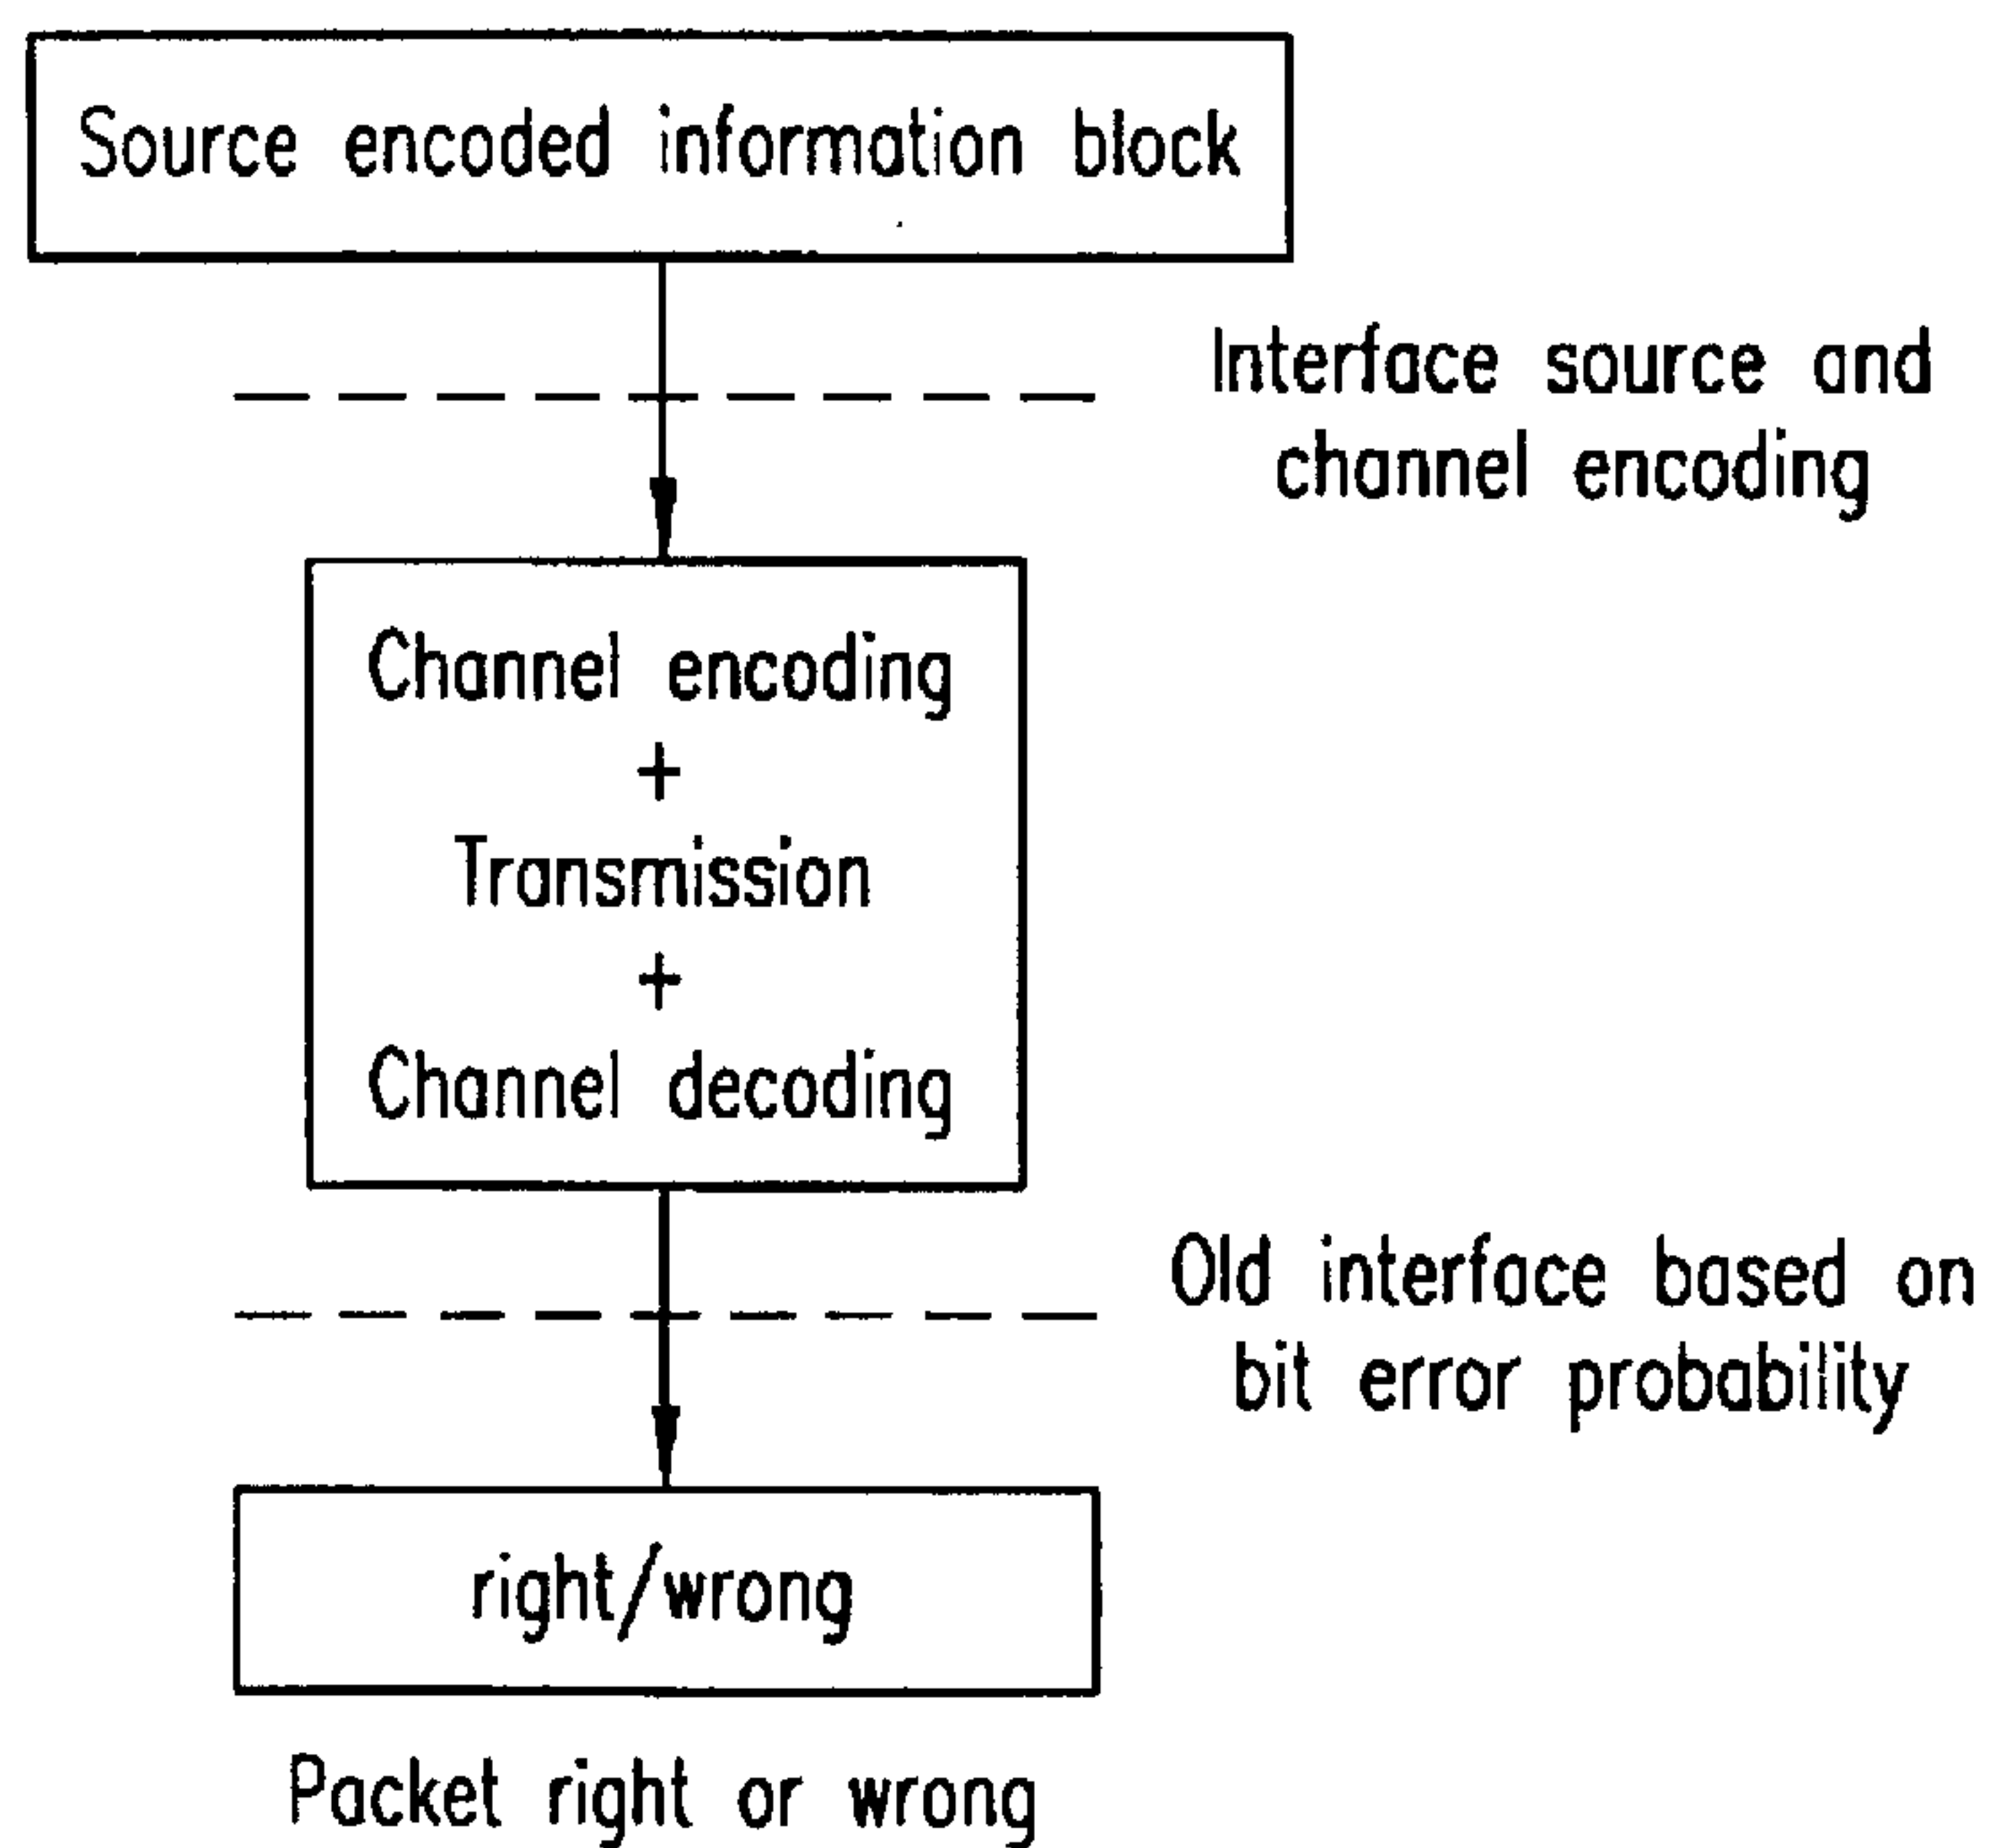 Source encoded information block
Interface source and
channel encoding
Channel encoding
+
Transmission
+
Channel decoding
Old interface based on
bit error probability
right/wrong
Packet right or wrong